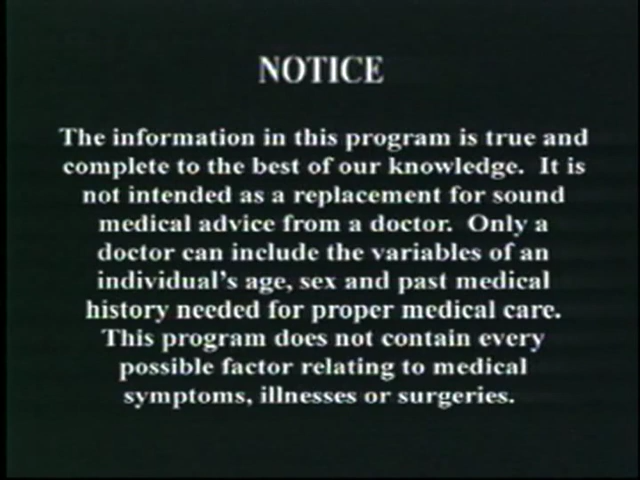 NOTICE
The information in this program is true and
complete to the best of our knowledge.  It is
not intended as a replacement for sound
medical advice from a doctor.  Only a
doctor can include the variables of an
individual's age, sex and past medical
history needed for proper medical care.
This program does not contain every
possible factor relating to medical
symptoms, illnesses or surgeries.